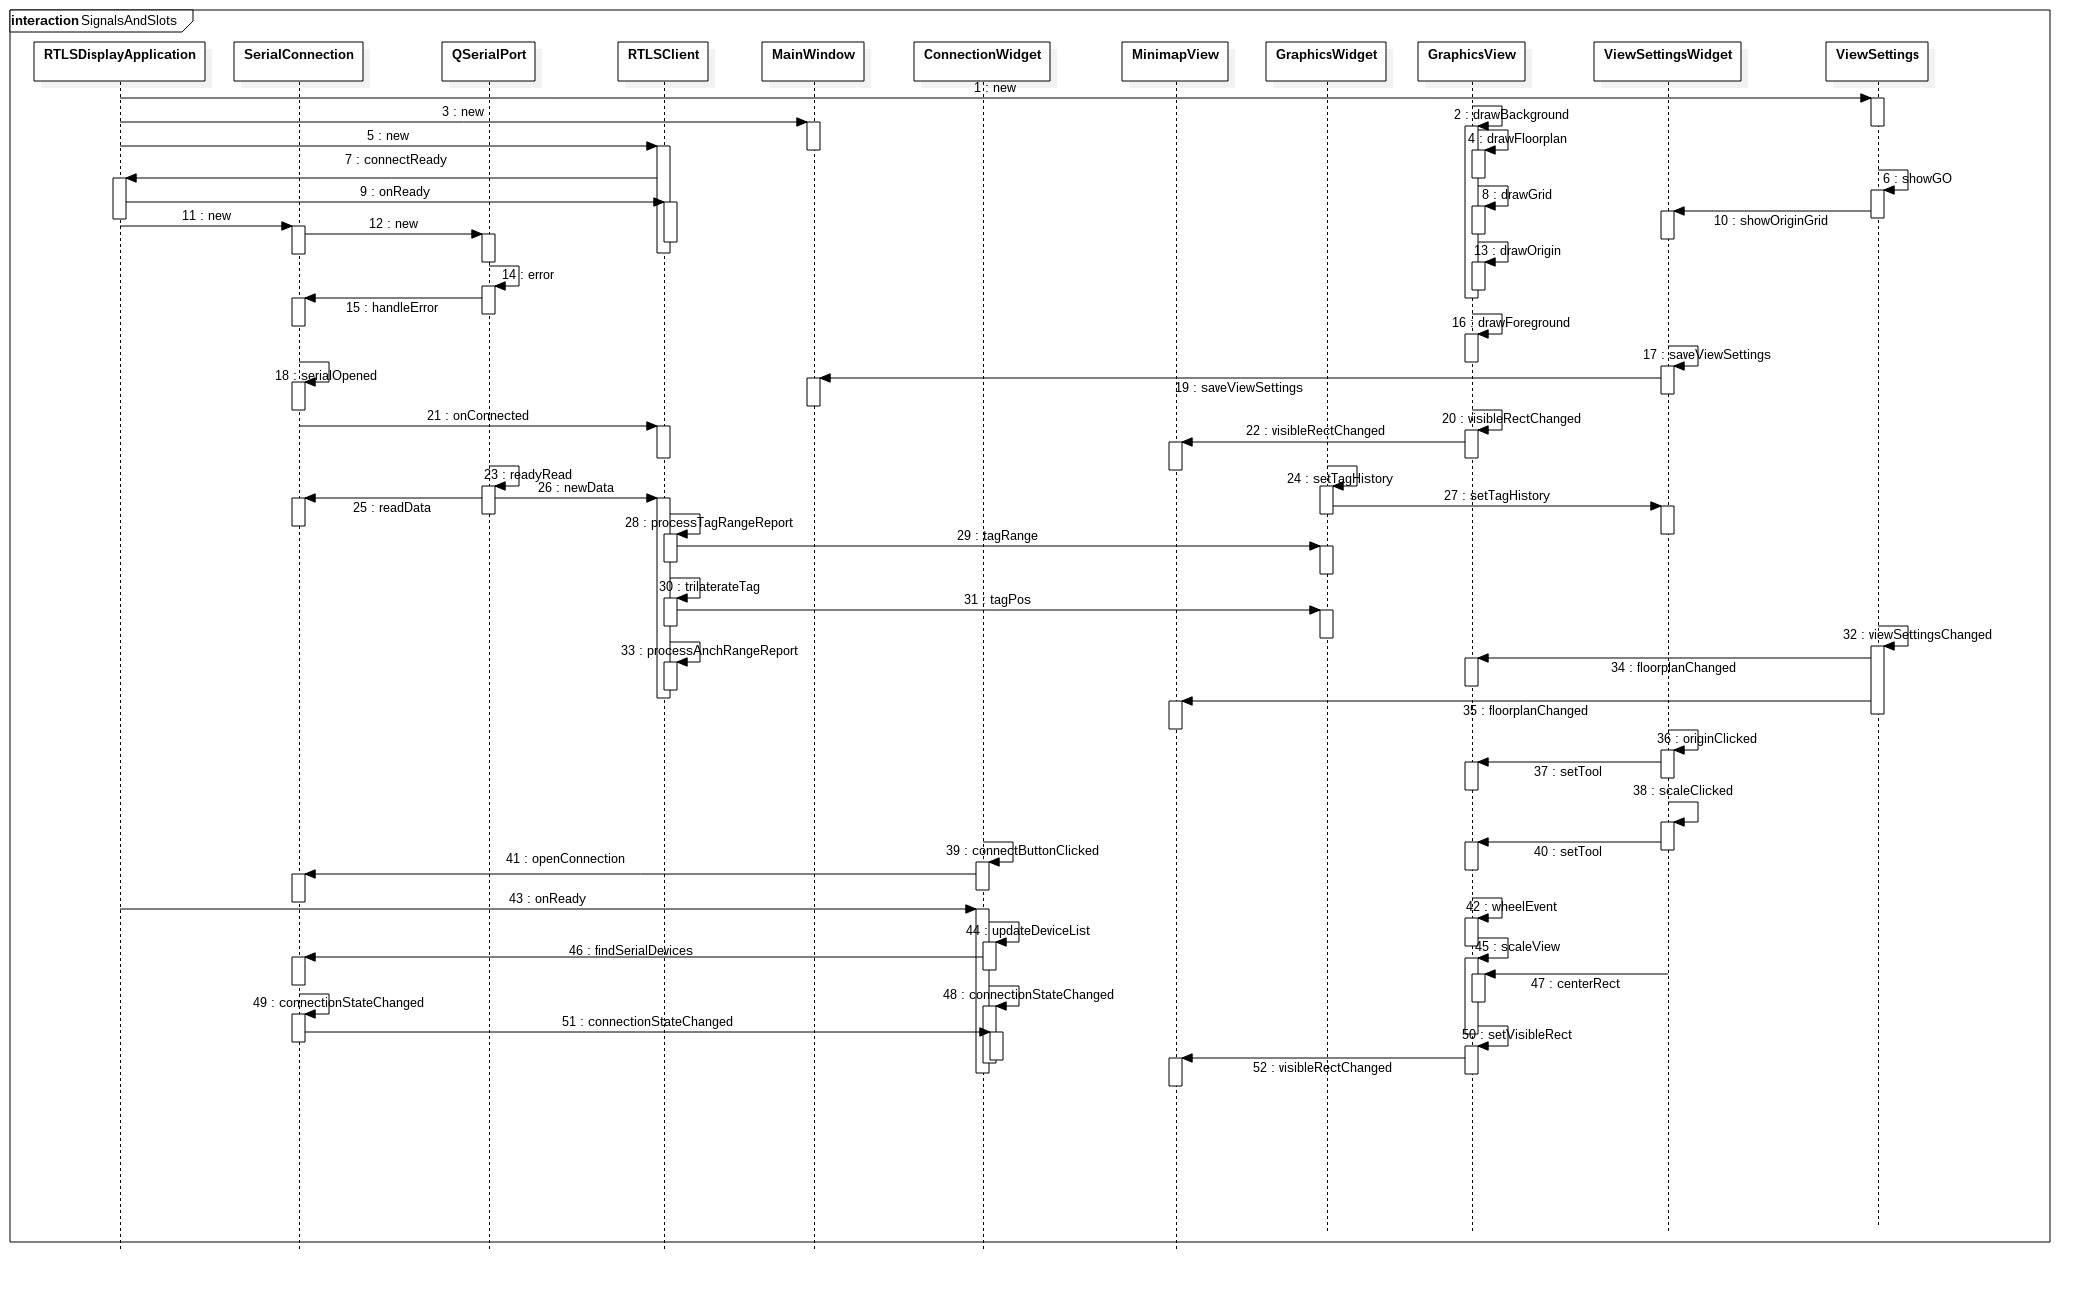 interaction SignalsAndSlots
RTLSDisplayApplication
SerialConnection
QSerialPort
RTLSClient
MainWindow
ConnectionWidget
MinimapView
GraphicsWidget
GraphicsView
ViewSettingsWidget
ViewSettings
1 : new
2 : drawBackground
3 : new
4 : drawFloorplan
5 : new
6 : showGO
7 : connectReady
8 : drawGrid
9 : onReady
10 : showOriginGrid
11 : new
12 : new
13 : drawOrigin
14 : error
15 : handleError
16 : drawForeground
17 : saveViewSettings
18 : serialOpened
19 : saveViewSettings
20 : visibleRectChanged
21 : onConnected
22 : visibleRectChanged
23 : readyRead
24 : setTagHistory
25 : readData
26 : newData
27 : setTagHistory
28 : processTagRangeReport
29 : tagRange
30 : trilaterateTag
31 : tagPos
32 : viewSettingsChanged
33 : processAnchRangeReport
34 : floorplanChanged
35 : floorplanChanged
36 : originClicked
37 : setTool
38 : scaleClicked
39 : connectButtonClicked
40 : setTool
41 : openConnection
42 : wheelEvent
43 : onReady
44 : updateDeviceList
45 : scaleView
46 : findSerialDevices
47 : centerRect
48 : connectionStateChanged
49 : connectionStateChanged
50 : setVisibleRect
51 : connectionStateChanged
52 : visibleRectChanged